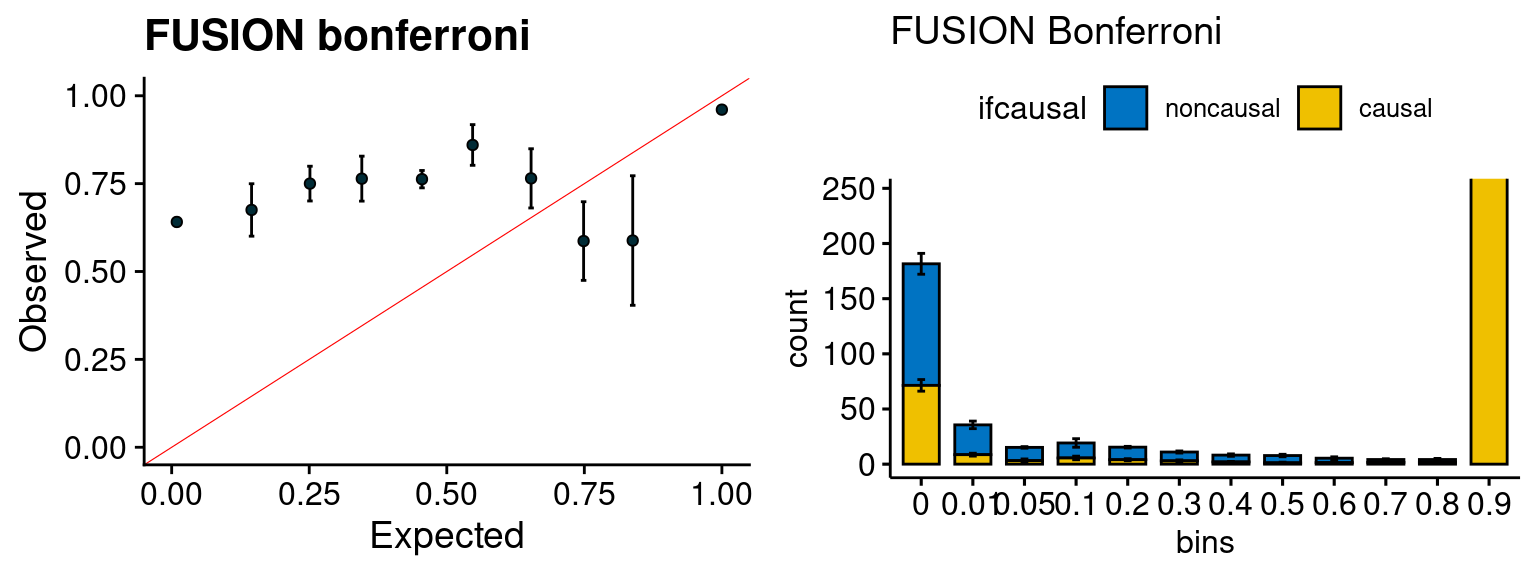 FUSION bonferroni
1.00
0.75
0.50
0.25
0.00
Observed
0.00 0.25 0.50 0.75 1.00
Expected
FUSION Bonferroni
ifcausal noncausal causal
250
200
150
100
50
0
count
0 0.01 0.05 0.1 0.2 0.3 0.4 0.5 0.6 0.7 0.8 0.9
bins